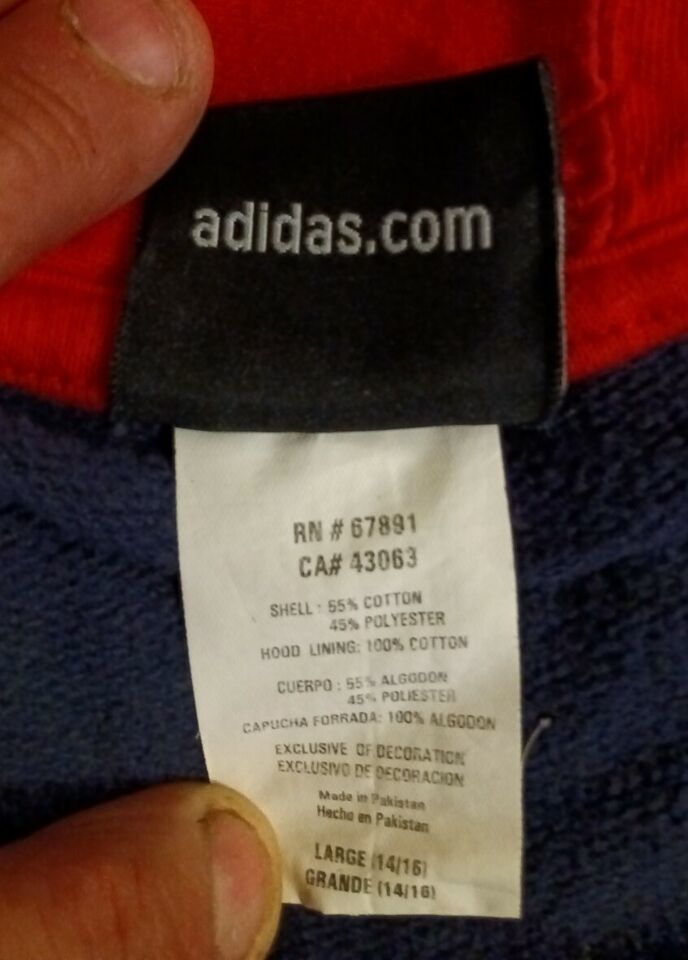 adidas.com
RN # 67891
CA# 43063
SHELL : 55% COTTON
45% POLYESTER
HOOD LINING: 100% COTTON
CUERPO : 55% ALGODON
45% POLIESTER
CAPUCHA FORRADA: 100% ALGODON
EXCLUSIVE OF DECORATION
EXCLUSIVO DE DECORACION
Made in Pakistan
Hecho en Pakistan
LARGE (14/16)
GRANDE (14/16)